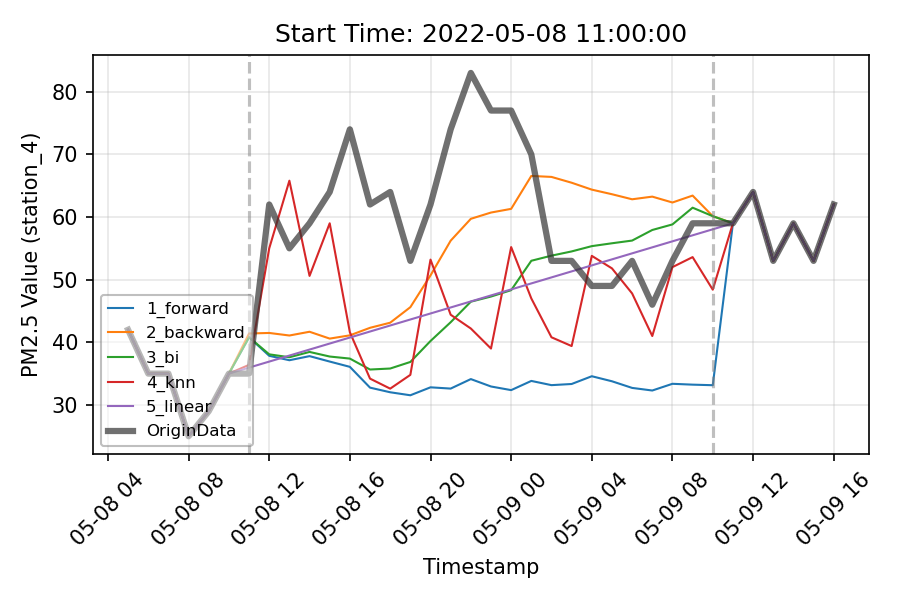 Start Time: 2022-05-08 11:00:00
PM2.5 Value (station_4)
80
70
60
50
40
30
1_forward
2_backward
3_bi
4_knn
5_linear
OriginData
05-08 04
05-08 08
05-08 12
05-08 16
05-08 20
05-09 00
05-09 04
05-09 08
05-09 12
05-09 16
Timestamp